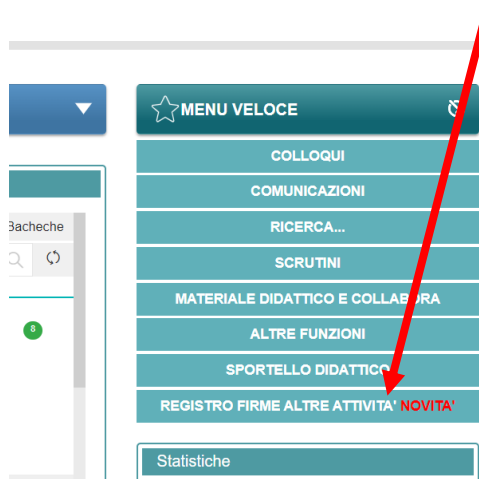 MENU VELOCE
COLLOQUI
COMUNICAZIONI
Bacheche
RICERCA...
SCRUTINI
MATERIALE DIDATTICO E COLLABORA
8
ALTRE FUNZIONI
SPORTELLO DIDATTICO
REGISTRO FIRME ALTRE ATTIVITA' NOVITA'
Statistiche